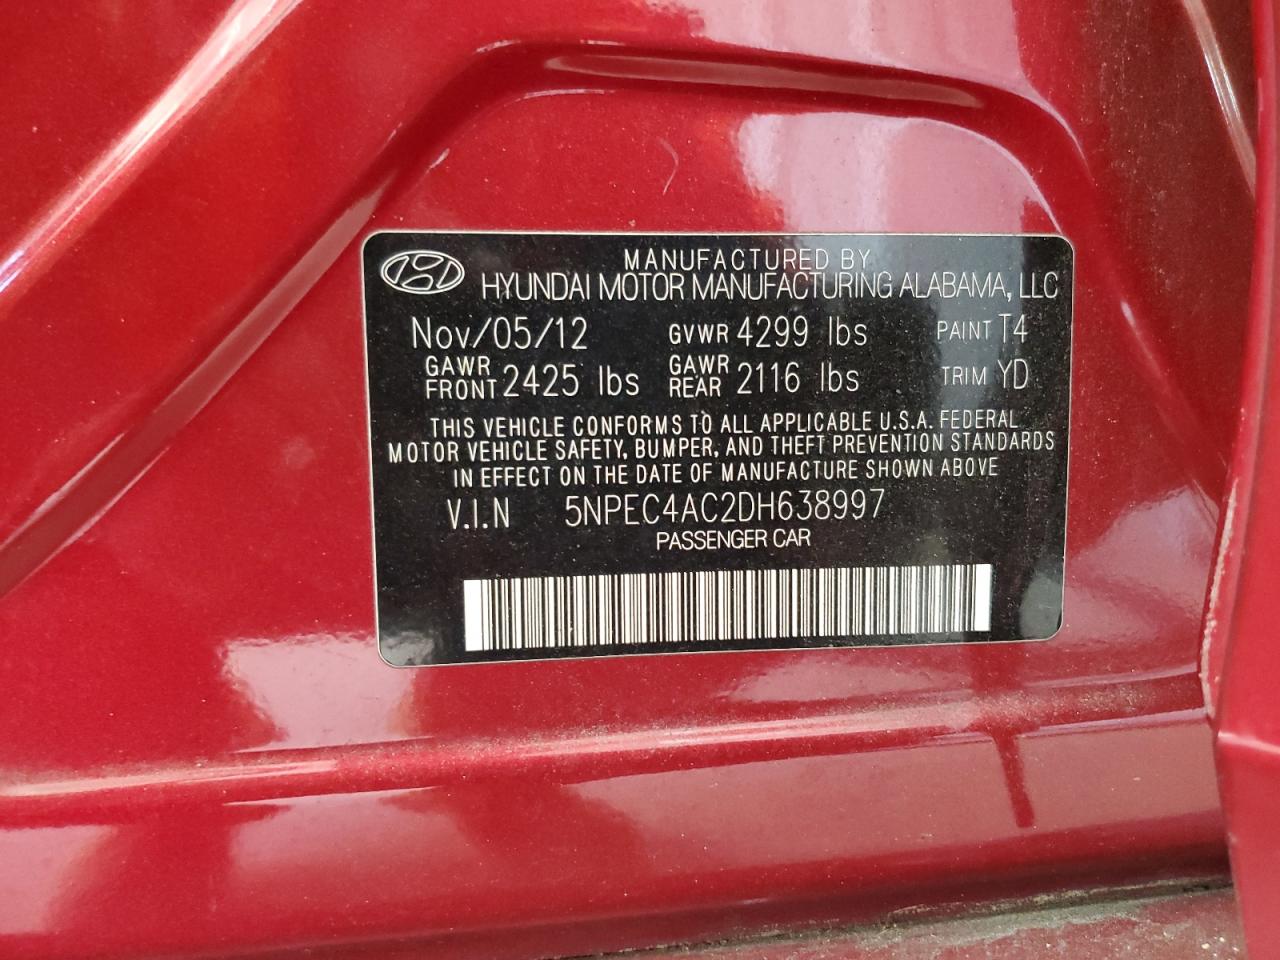 MANUFACTURED BY
HYUNDAI MOTOR MANUFACTURING ALABAMA, LLC
Nov/05/12 GVWR 4299 lbs PAINT T4
GAWR FRONT 2425 lbs GAWR REAR 2116 lbs TRIM YD
THIS VEHICLE CONFORMS TO ALL APPLICABLE U.S.A. FEDERAL
MOTOR VEHICLE SAFETY, BUMPER, AND THEFT PREVENTION STANDARDS
IN EFFECT ON THE DATE OF MANUFACTURE SHOWN ABOVE
V.I.N 5NPEC4AC2DH638997
PASSENGER CAR